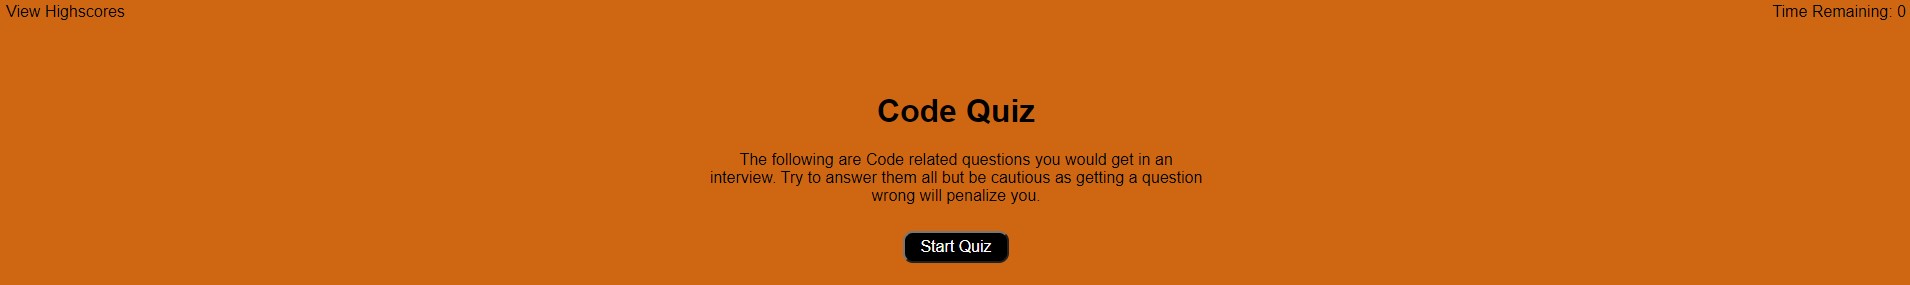 View Highscores
Time Remaining: 0
Code Quiz
The following are Code related questions you would get in an
interview. Try to answer them all but be cautious as getting a question
wrong will penalize you.
Start Quiz